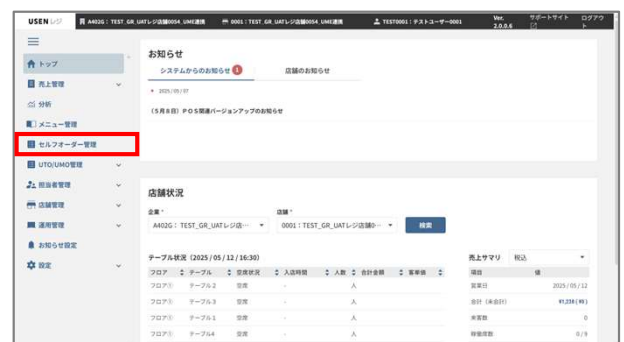 USEN レジ A402G：TEST_GR_UATレジ店舗0054_UME連携 0001：TEST_GR_UATレジ店舗0054_UME連携 TEST0001：テストユーザー0001 Ver. 2.0.0.6 サポートサイト ログアウト
トップ
売上管理
分析
メニュー管理
セルフオーダー管理
UTO/UMO管理
担当者管理
店舗管理
運用管理
お知らせ設定
設定
お知らせ
システムからのお知らせ 1 店舗のお知らせ
2025/05/07
（５月８日）ＰＯＳ関連バージョンアップのお知らせ
店舗状況
企業 * 店舗 *
A402G：TEST_GR_UATレジ店… 0001：TEST_GR_UATレジ店舗0… 検索
テーブル状況（2025/05/12/16:30） 売上サマリ 税込
フロア テーブル 空席状況 入店時間 人数 合計金額 客単価 項目 値
フロア① テーブル２ 空席 人 営業日 2025/05/12
フロア① テーブル３ 空席 人 合計（未会計） ¥1,238(¥0)
フロア① テーブル１ 空席 人 来客数 0
フロア① テーブル4 空席 人 稼働席数 0/9